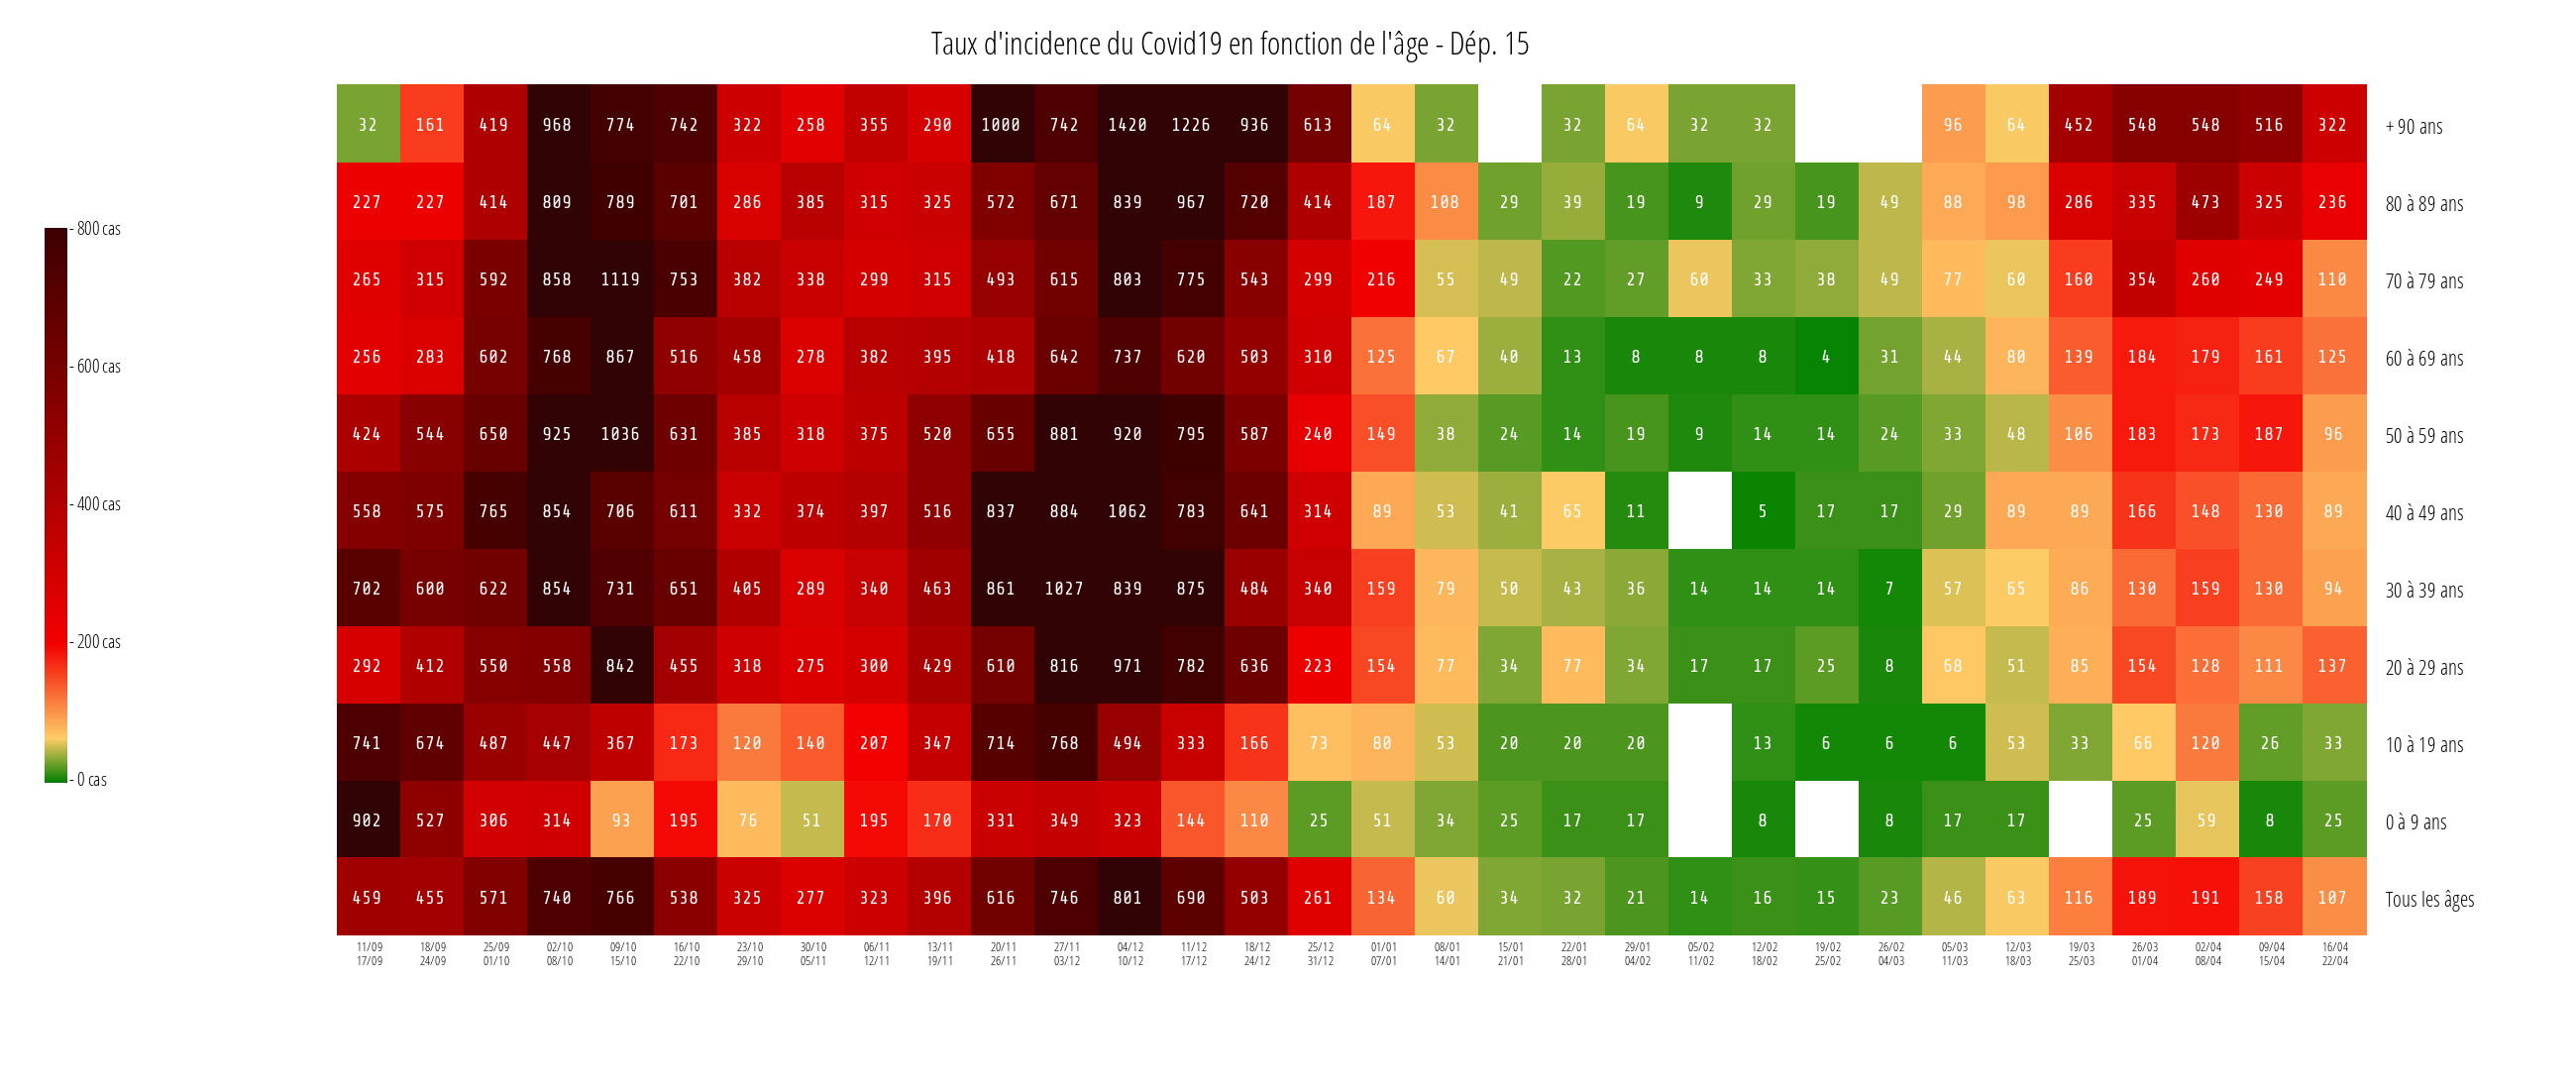 Taux d'incidence du Covid19 en fonction de l'âge - Dép. 15
- 800 cas
- 600 cas
- 400 cas
- 200 cas
- 0 cas
32 161 419 968 774 742 322 258 355 290 1000 742 1420 1226 936 613 64 32 32 64 32 32 96 64 452 548 548 516 322 + 90 ans
227 227 414 809 789 701 286 385 315 325 572 671 839 967 720 414 187 108 29 39 19 9 29 19 49 88 98 286 335 473 325 236 80 à 89 ans
265 315 592 858 1119 753 382 338 299 315 493 615 803 775 543 299 216 55 49 22 27 60 33 38 49 77 60 160 354 260 249 110 70 à 79 ans
256 283 602 768 867 516 458 278 382 395 418 642 737 620 503 310 125 67 40 13 8 8 8 4 31 44 80 139 184 179 161 125 60 à 69 ans
424 544 650 925 1036 631 385 318 375 520 655 881 920 795 587 240 149 38 24 14 19 9 14 14 24 33 48 106 183 173 187 96 50 à 59 ans
558 575 765 854 706 611 332 374 397 516 837 884 1062 783 641 314 89 53 41 65 11 5 17 17 29 89 89 166 148 130 89 40 à 49 ans
702 600 622 854 731 651 405 289 340 463 861 1027 839 875 484 340 159 79 50 43 36 14 14 14 7 57 65 86 130 159 130 94 30 à 39 ans
292 412 550 558 842 455 318 275 300 429 610 816 971 782 636 223 154 77 34 77 34 17 17 25 8 68 51 85 154 128 111 137 20 à 29 ans
741 674 487 447 367 173 120 140 207 347 714 768 494 333 166 73 80 53 20 20 20 13 6 6 6 53 33 66 120 26 33 10 à 19 ans
902 527 306 314 93 195 76 51 195 170 331 349 323 144 110 25 51 34 25 17 17 8 8 17 17 25 59 8 25 0 à 9 ans
459 455 571 740 766 538 325 277 323 396 616 746 801 690 503 261 134 60 34 32 21 14 16 15 23 46 63 116 189 191 158 107 Tous les âges
11/09 18/09 25/09 02/10 09/10 16/10 23/10 30/10 06/11 13/11 20/11 27/11 04/12 11/12 18/12 25/12 01/01 08/01 15/01 22/01 29/01 05/02 12/02 19/02 26/02 05/03 12/03 19/03 26/03 02/04 09/04 16/04
17/09 24/09 01/10 08/10 15/10 22/10 29/10 05/11 12/11 19/11 26/11 03/12 10/12 17/12 24/12 31/12 07/01 14/01 21/01 28/01 04/02 11/02 18/02 25/02 04/03 11/03 18/03 25/03 01/04 08/04 15/04 22/04